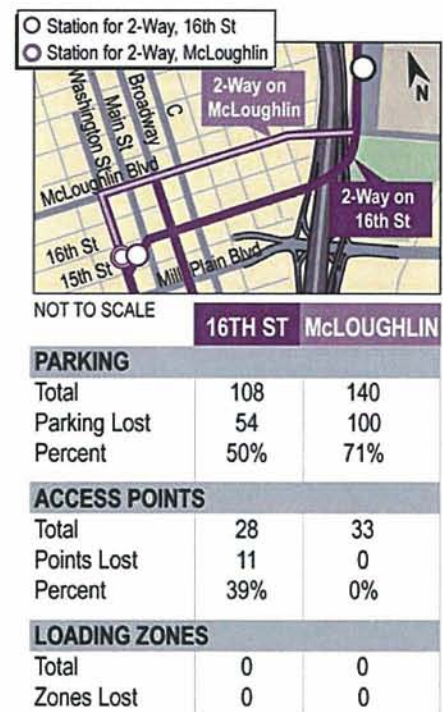 Station for 2-Way, 16th St
Station for 2-Way, McLoughlin
N
Washington St
Main St
Broadway
C
2-Way on
McLoughlin
McLoughlin Blvd
2-Way on
16th St
16th St
15th St
Mill Plain Blvd
NOT TO SCALE
16TH ST McLOUGHLIN
PARKING
Total 108 140
Parking Lost 54 100
Percent 50% 71%
ACCESS POINTS
Total 28 33
Points Lost 11 0
Percent 39% 0%
LOADING ZONES
Total 0 0
Zones Lost 0 0